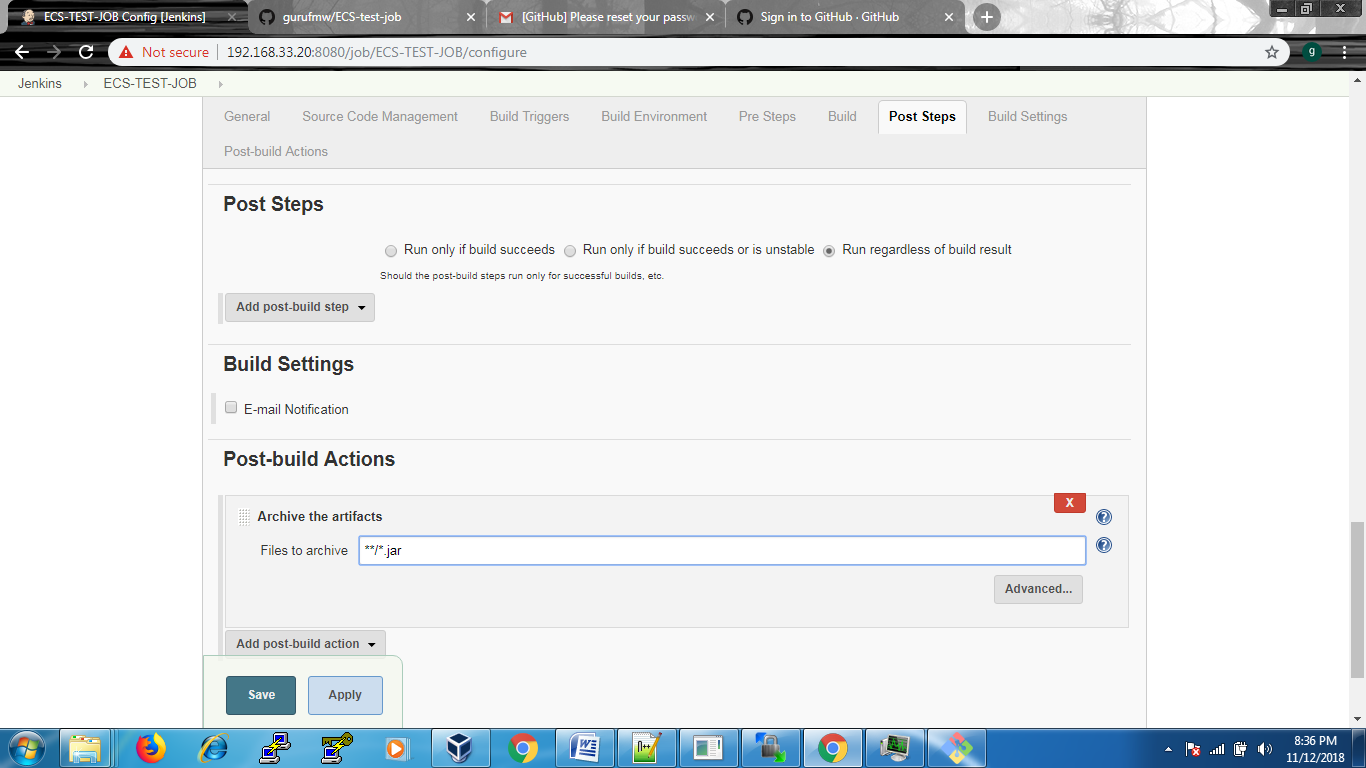 ECS-TEST-JOB Config [Jenkins]
gurufmw/ECS-test-job
[GitHub] Please reset your passw
Sign in to GitHub · GitHub
Not secure
192.168.33.20:8080/job/ECS-TEST-JOB/configure
g
Jenkins
ECS-TEST-JOB
General
Source Code Management
Build Triggers
Build Environment
Pre Steps
Build
Post Steps
Build Settings
Post-build Actions
Post Steps
Run only if build succeeds
Run only if build succeeds or is unstable
Run regardless of build result
Should the post-build steps run only for successful builds, etc.
Add post-build step
Build Settings
E-mail Notification
Post-build Actions
X
Archive the artifacts
?
Files to archive
**/*.jar
?
Advanced...
Add post-build action
Save
Apply
8:36 PM
11/12/2018